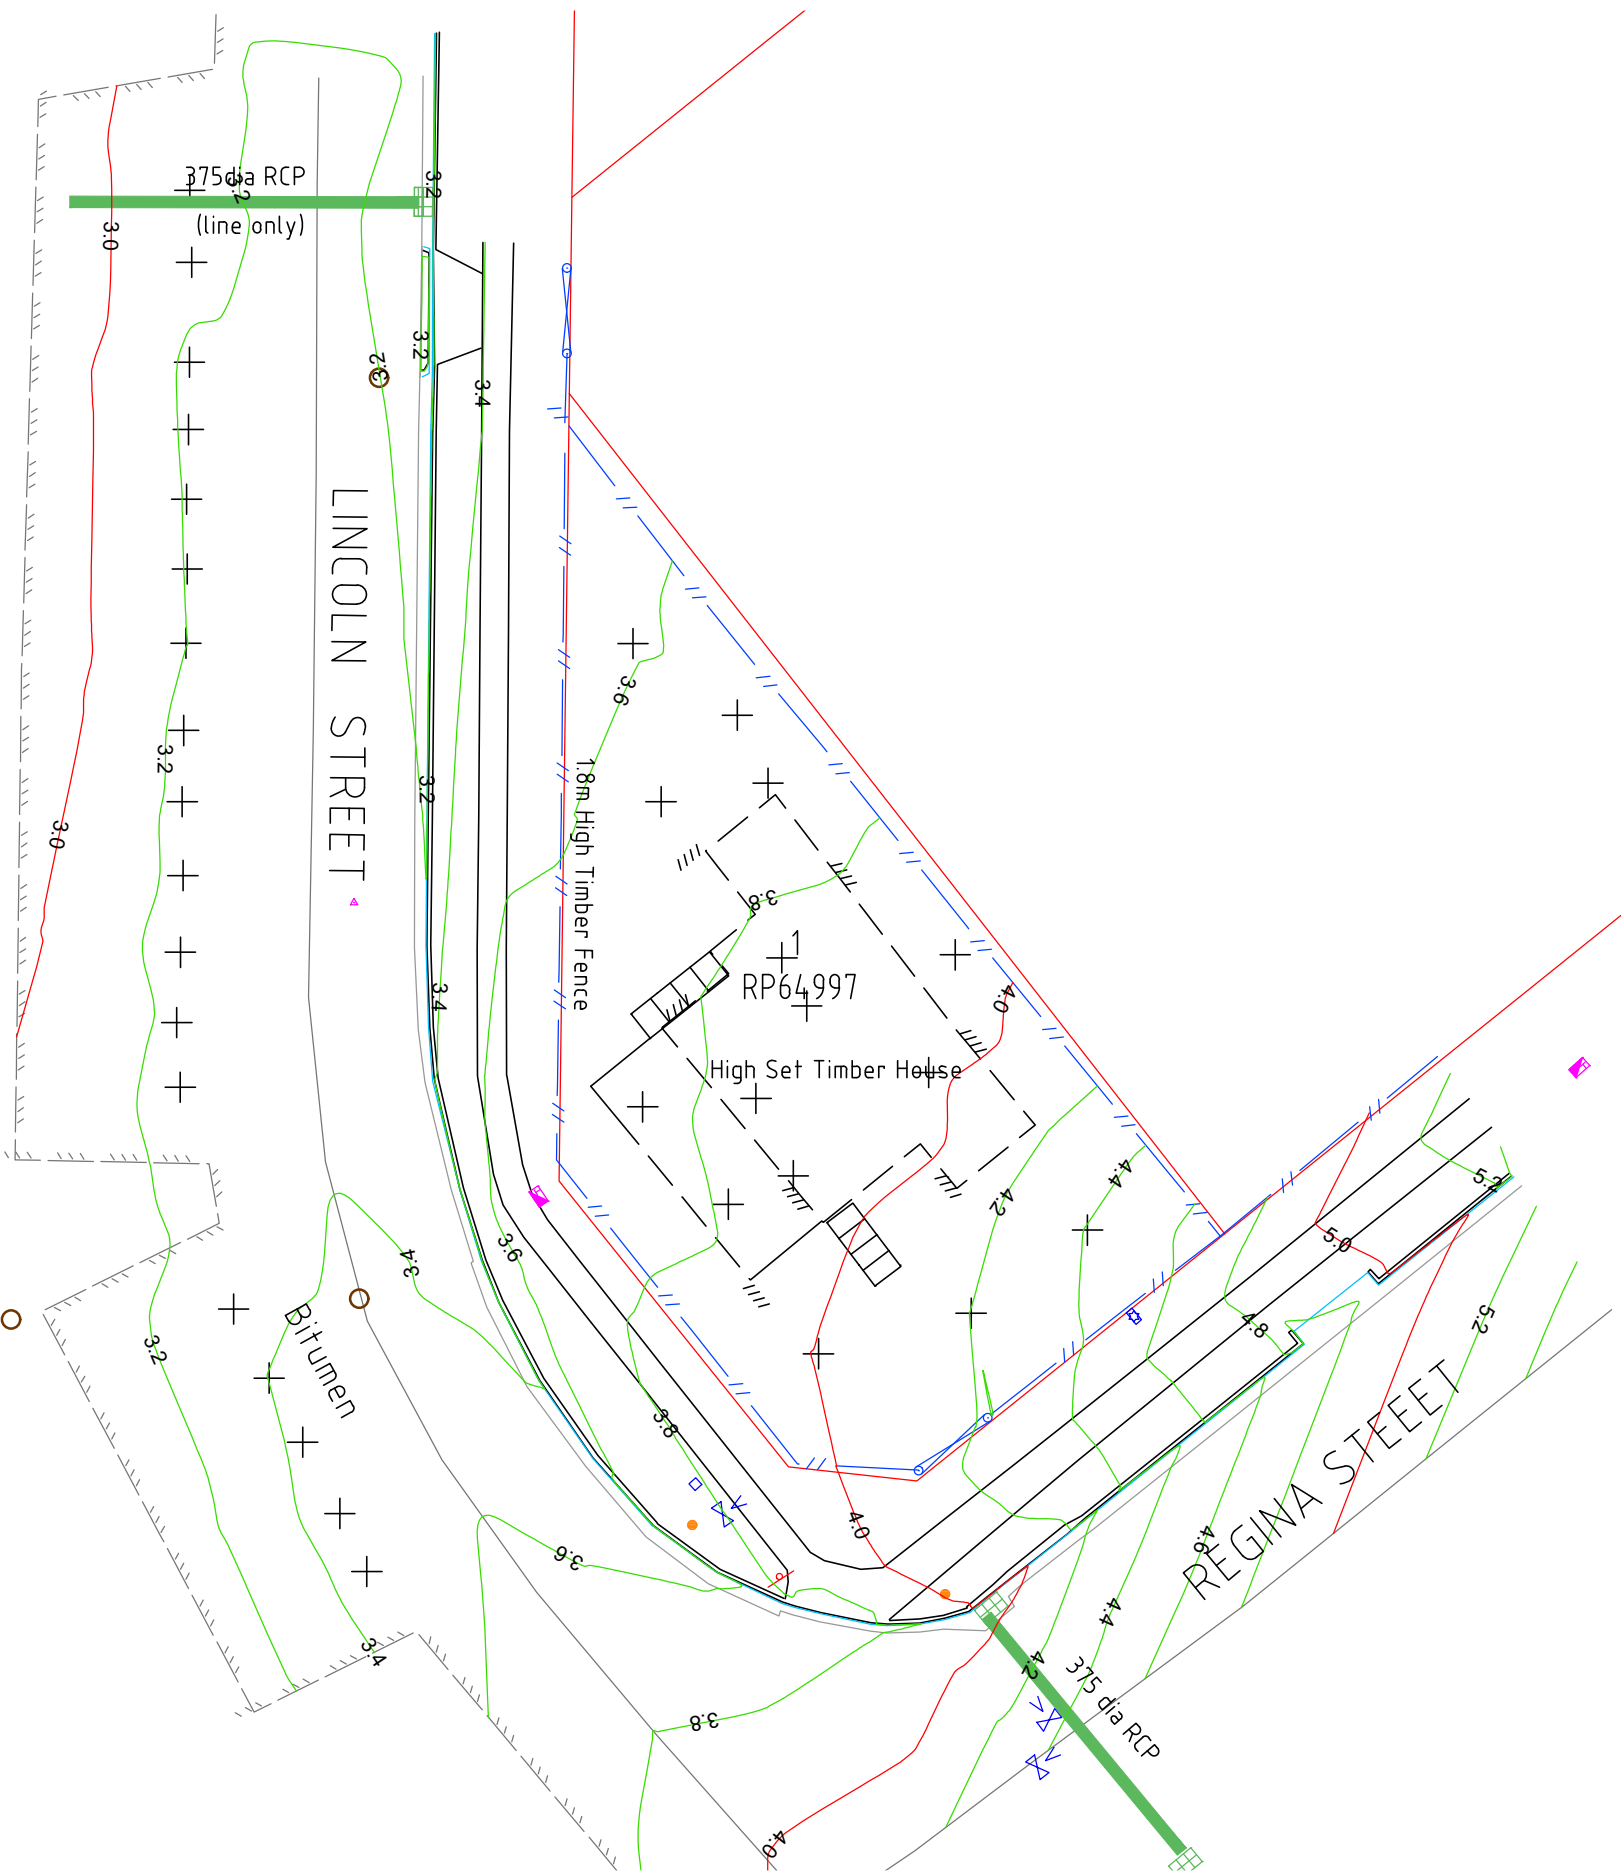 375dia RCP
(line only)
3.2
3.2
3.0
3.2
3.2
3.4
LINCOLN STREET
3.6
3.2
3.2
3.0
1.8m High Timber Fence
3.8
1
RP64997
3.4
4.0
High Set Timber House
4.4
4.2
5.2
3.6
3.4
5.0
4.8
5.2
3.2
Bitumen
3.8
REGINA STEEET
4.0
4.6
3.6
4.4
3.4
4.2
375 dia RCP
3.8
V
V
V
4.0